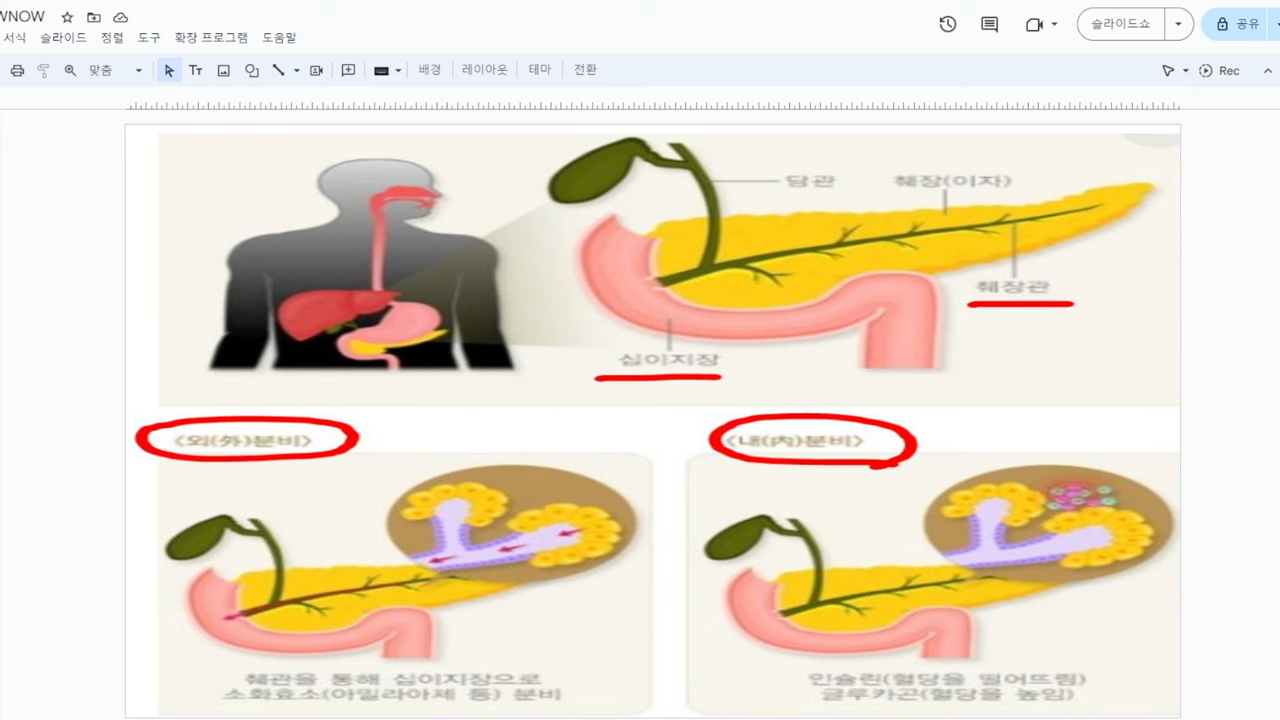 WNOW
서식 슬라이드 정렬 도구 확장 프로그램 도움말
슬라이드쇼
공유
맞춤
Tт
배경
레이아웃
테마
전환
Rec
담관
췌장(이자)
췌장관
십이지장
<외(外)분비>
<내(內)분비>
췌관을 통해 십이지장으로
소화효소(아밀라아제 등) 분비
인슐린(혈당을 떨어뜨림)
글루카곤(혈당을 높임)